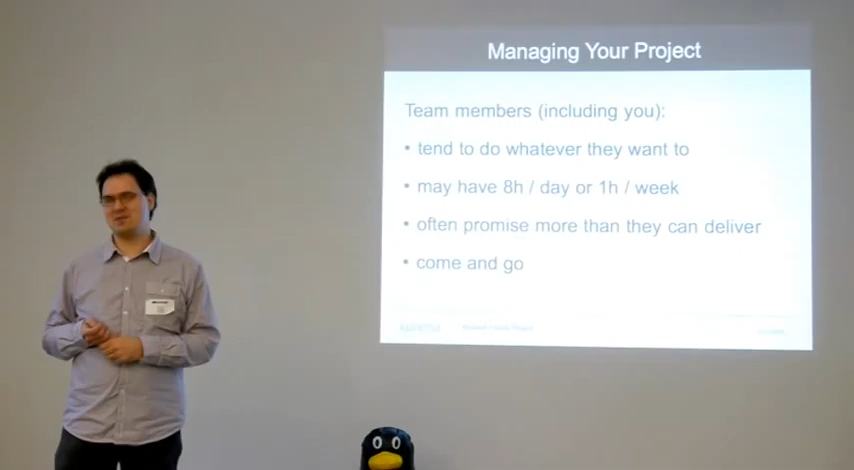 Managing Your Project
Team members (including you):
• tend to do whatever they want to
• may have 8h / day or 1h / week
• often promise more than they can deliver
• come and go